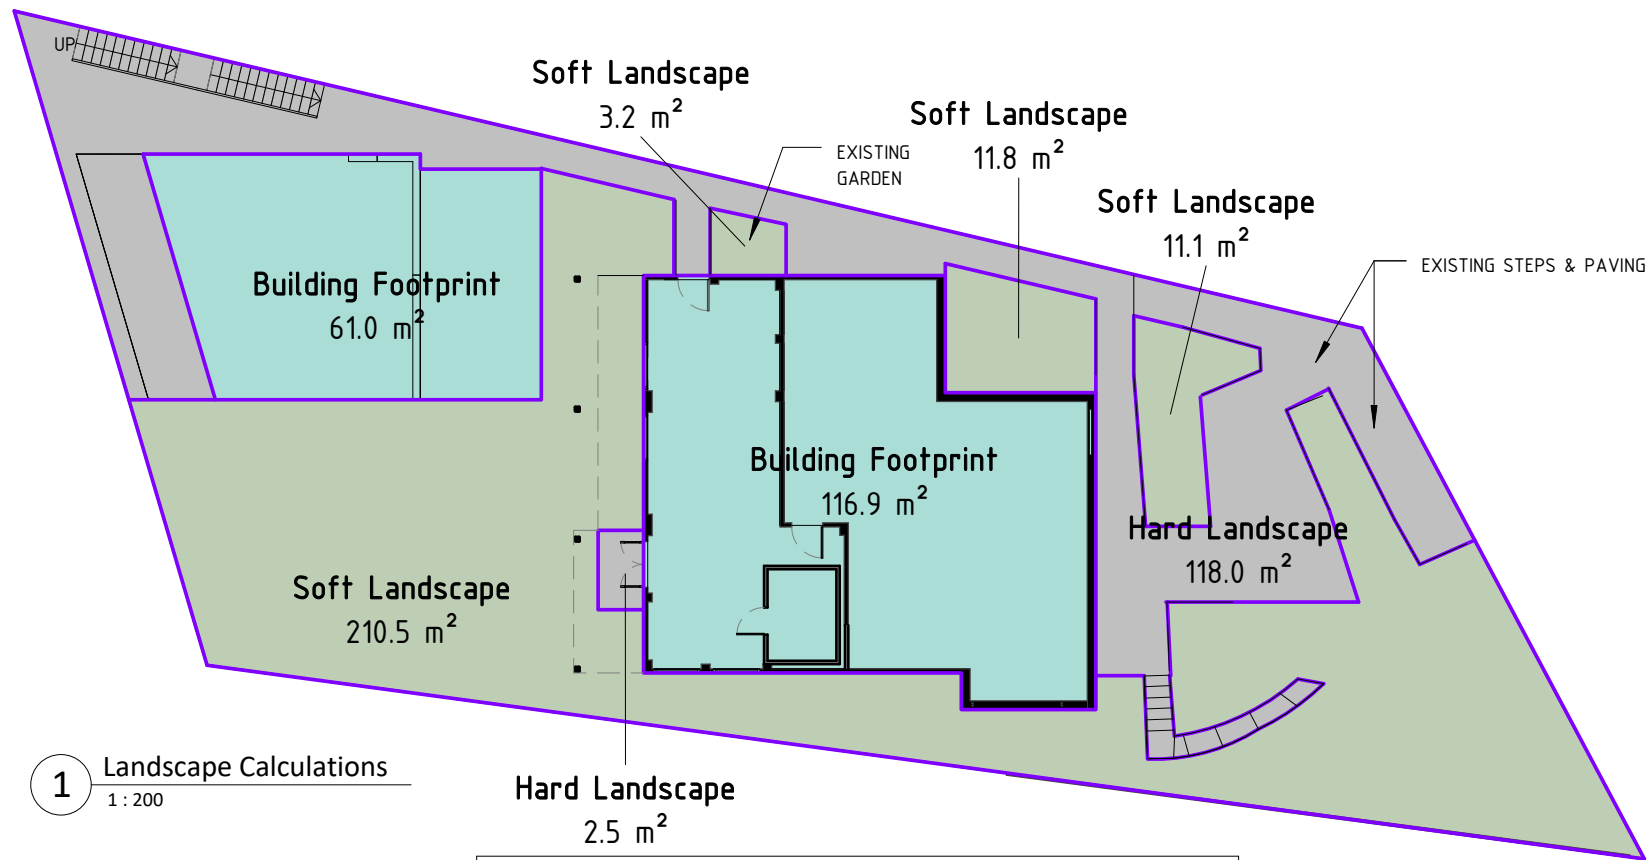 UP
Soft Landscape
3.2 m²
EXISTING
GARDEN
Soft Landscape
11.8 m²
Soft Landscape
11.1 m²
EXISTING STEPS & PAVING
Building Footprint
61.0 m²
Building Footprint
116.9 m²
Hard Landscape
118.0 m²
Soft Landscape
210.5 m²
1
Landscape Calculations
1 : 200
Hard Landscape
2.5 m²